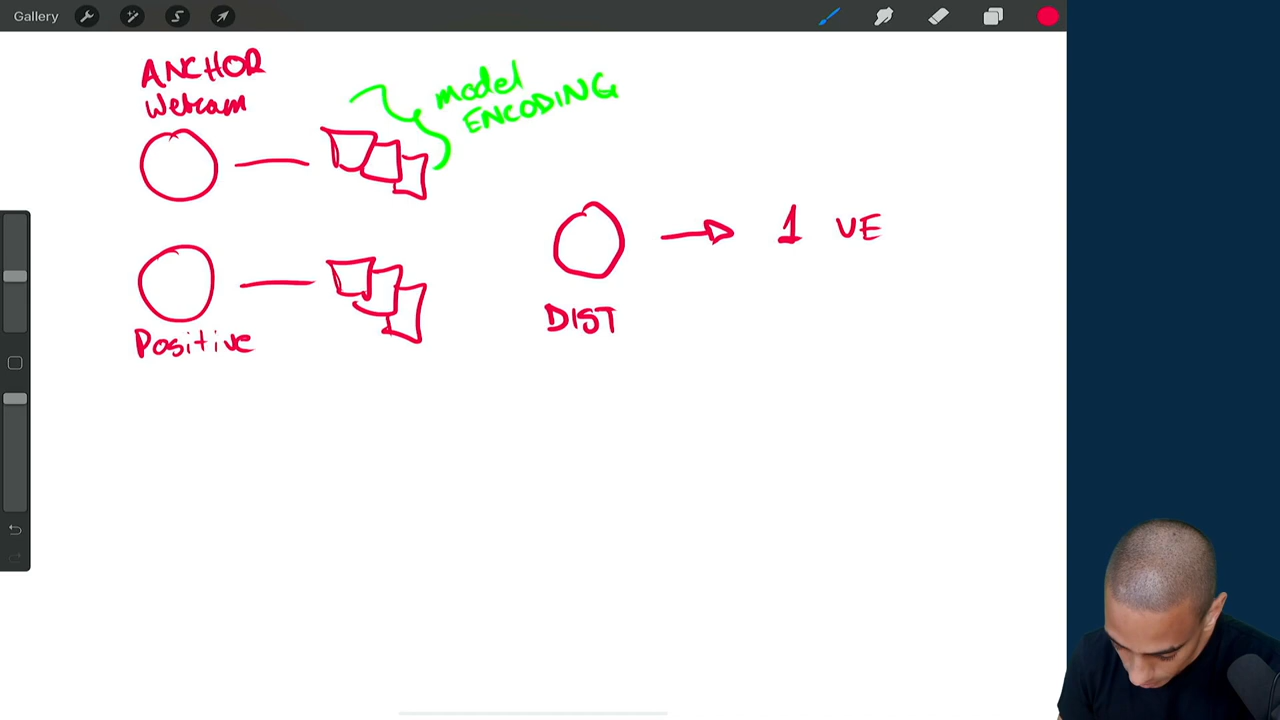 Gallery
ANCHOR
Webcam
model
ENCODING
1 VE
DIST
Positive